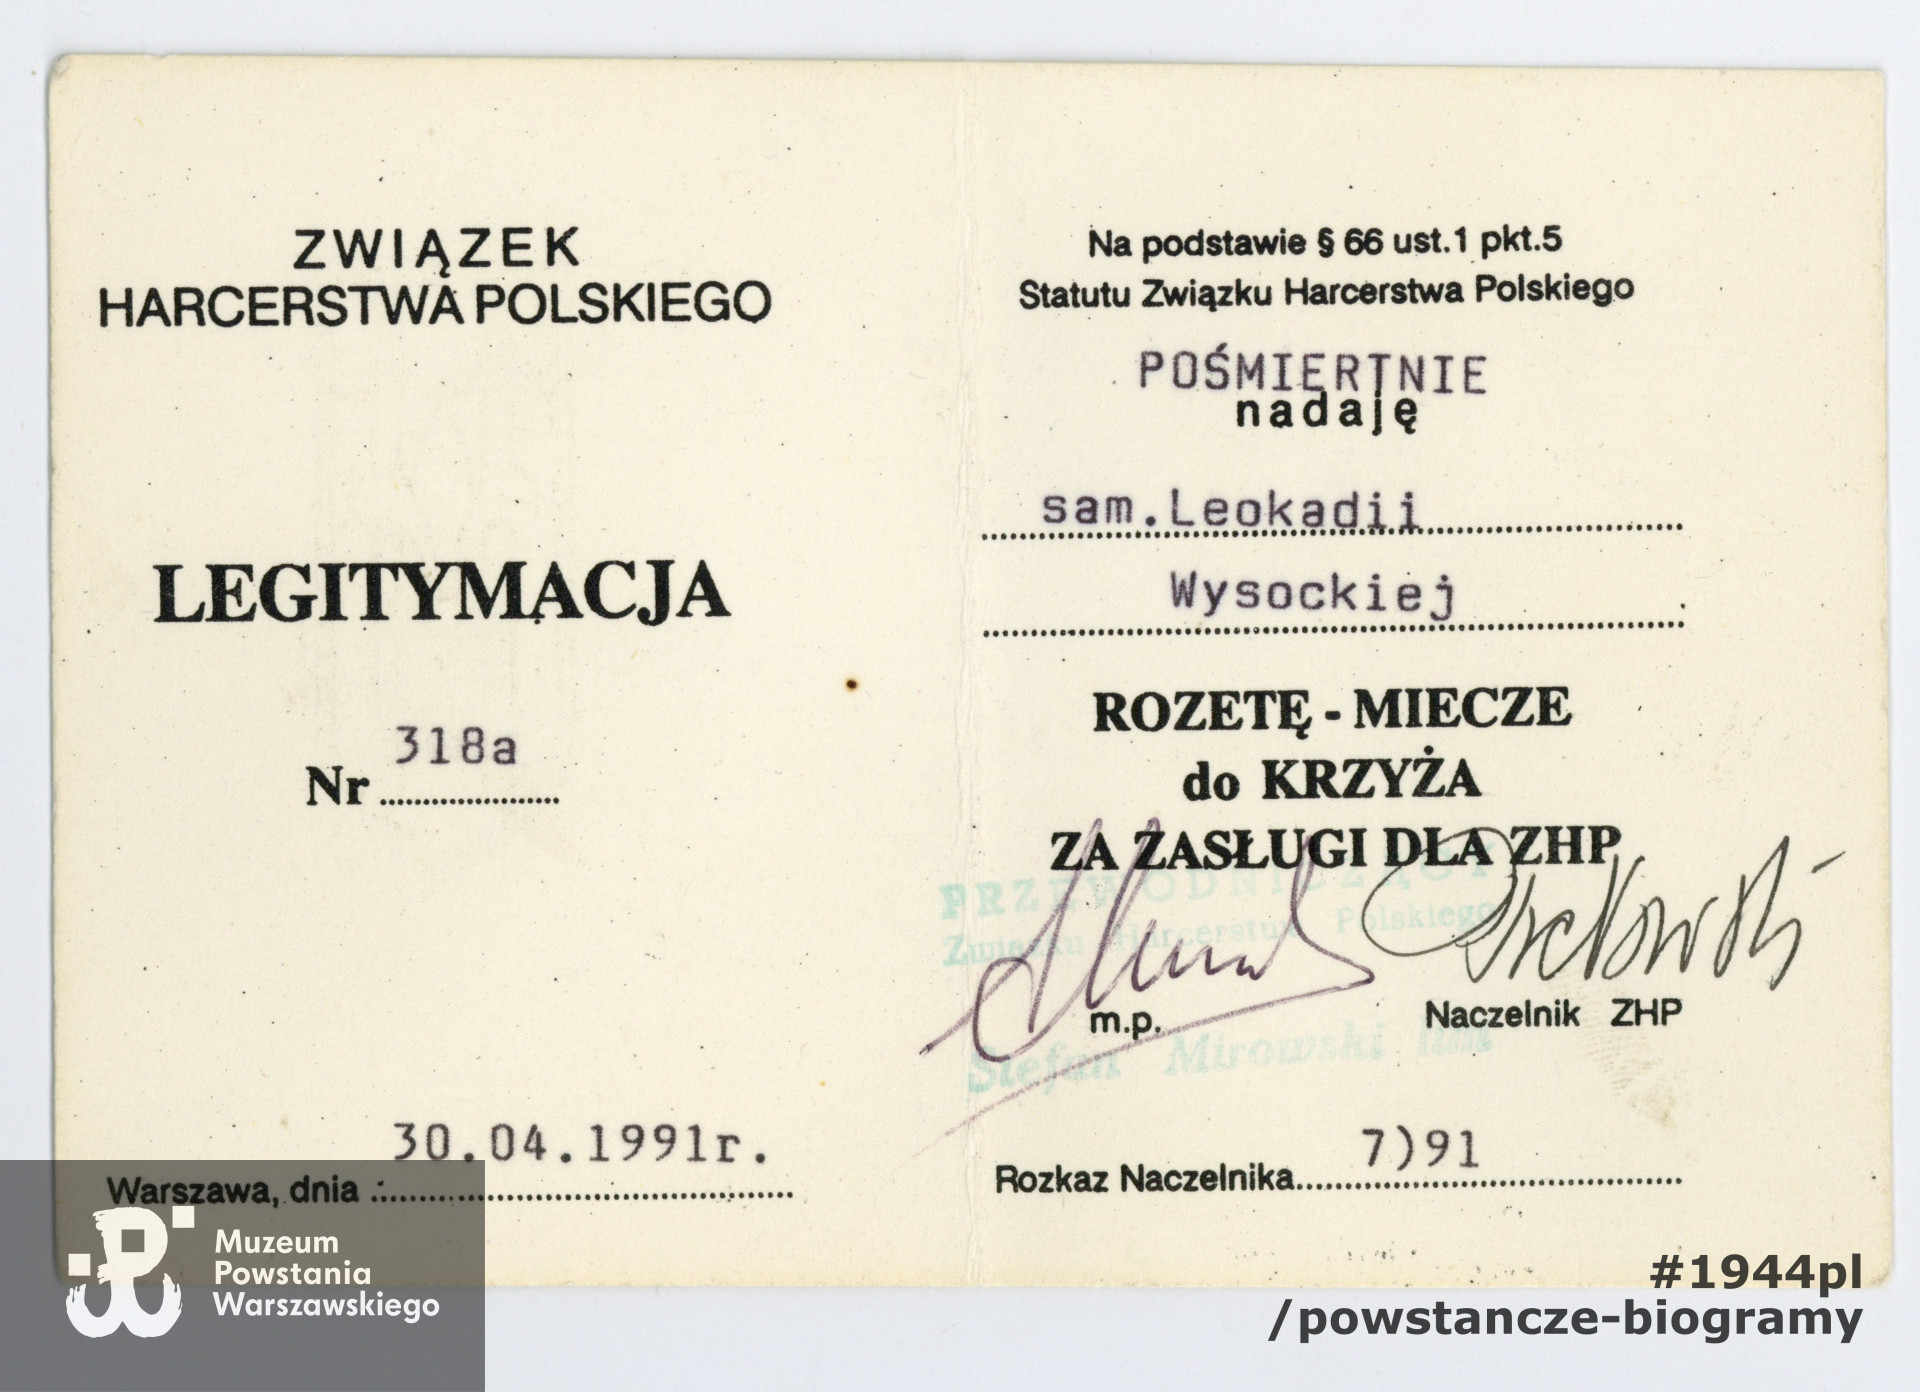 ZWIĄZEK
HARCERSTWA POLSKIEGO
LEGITYMACJA
318a
Nr
30.04.1991r.
Warszawa, dnia
Na podstawie § 66 ust.1 pkt.5
Statutu Związku Harcerstwa Polskiego
POŚMIERTNIE
nadaję
sam.Leokadii
Wysockiej
ROZETĘ - MIECZE
do KRZYŻA
ZA ZASŁUGI DLA ZHP
PRZEWODNICZĄCY
Związku Harcerstwa Polskiego
m.p.
Naczelnik ZHP
Stefan Mirowski hm
7)91
Rozkaz Naczelnika
Muzeum
Powstania
Warszawskiego
#1944pl
/powstancze-biogramy